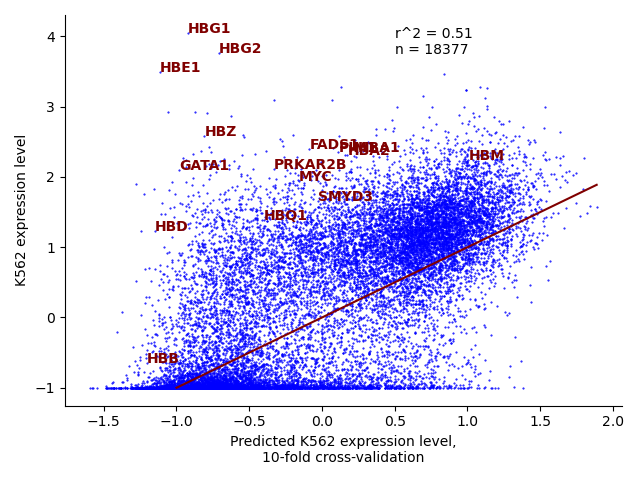 HBG1
r^2 = 0.51
n = 18377
HBG2
HBE1
HBZ
FADS1
HBA1
HBA2
HBM
GATA1
PRKAR2B
MYC
SMYD3
HBQ1
HBD
HBB
K562 expression level
4
3
2
1
0
−1
−1.5
−1.0
−0.5
0.0
0.5
1.0
1.5
2.0
Predicted K562 expression level,
10-fold cross-validation